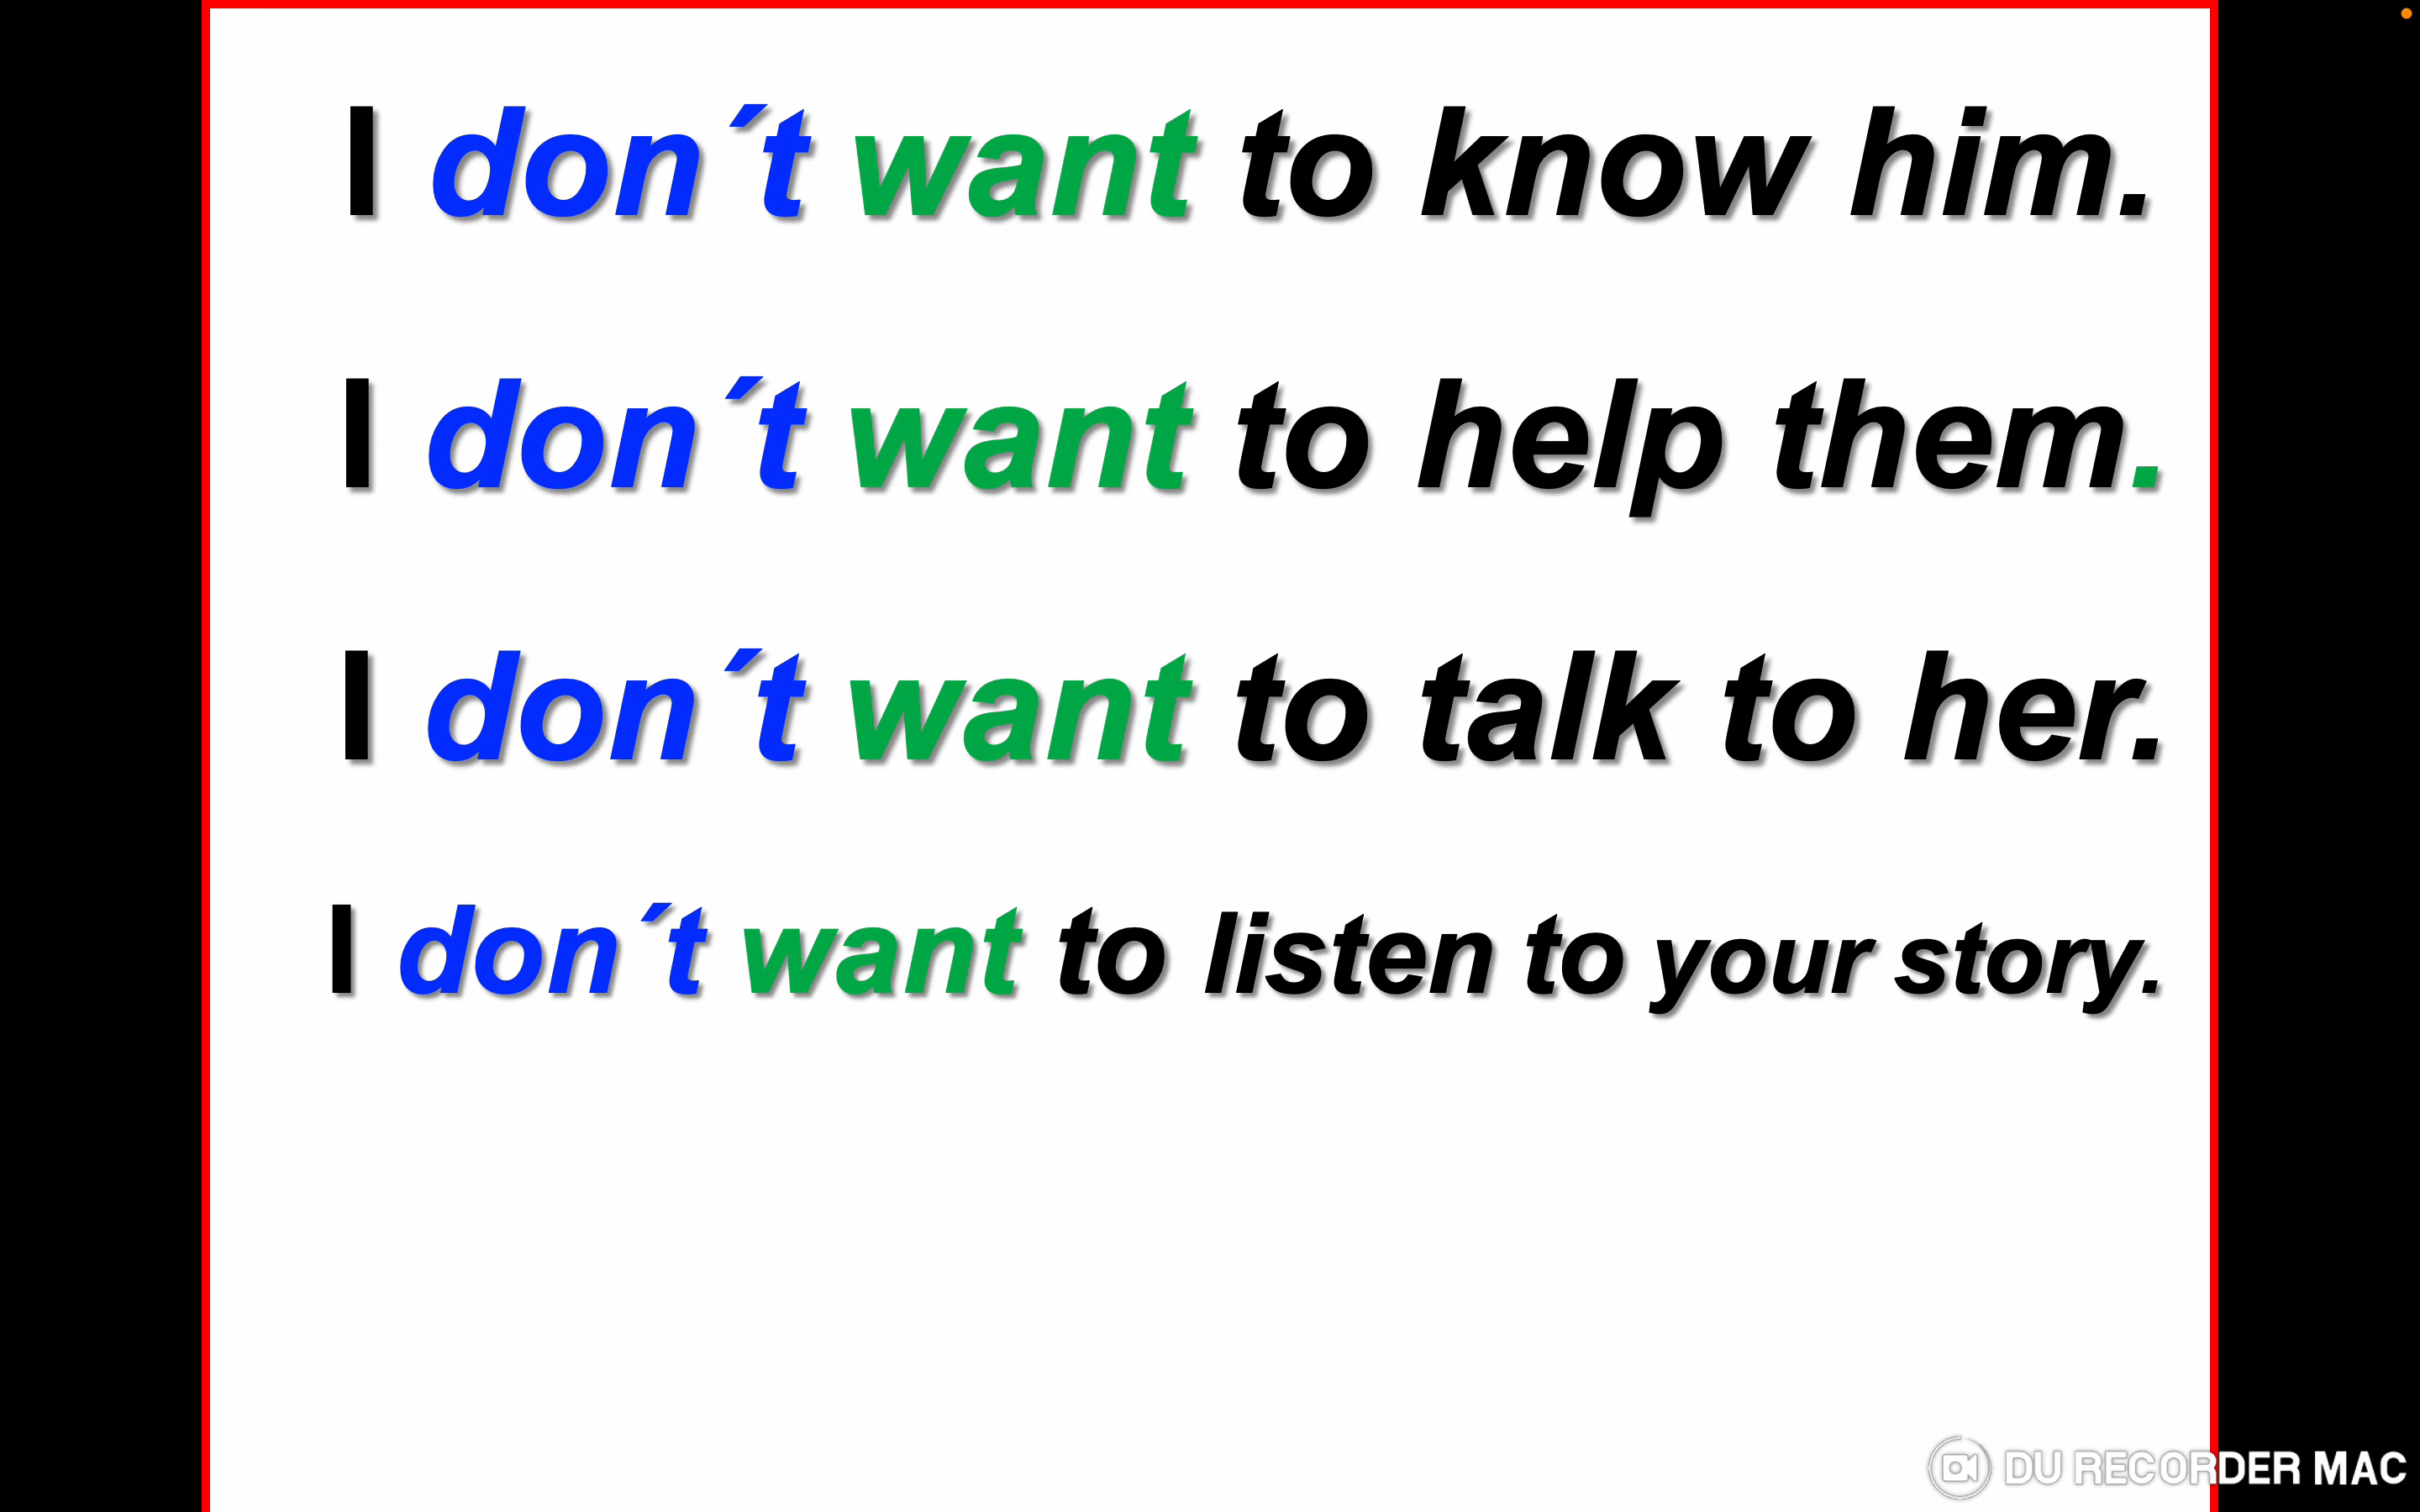 I don´t want to know him.
I don´t want to help them.
I don´t want to talk to her.
I don´t want to listen to your story.
DU RECORDER MAC